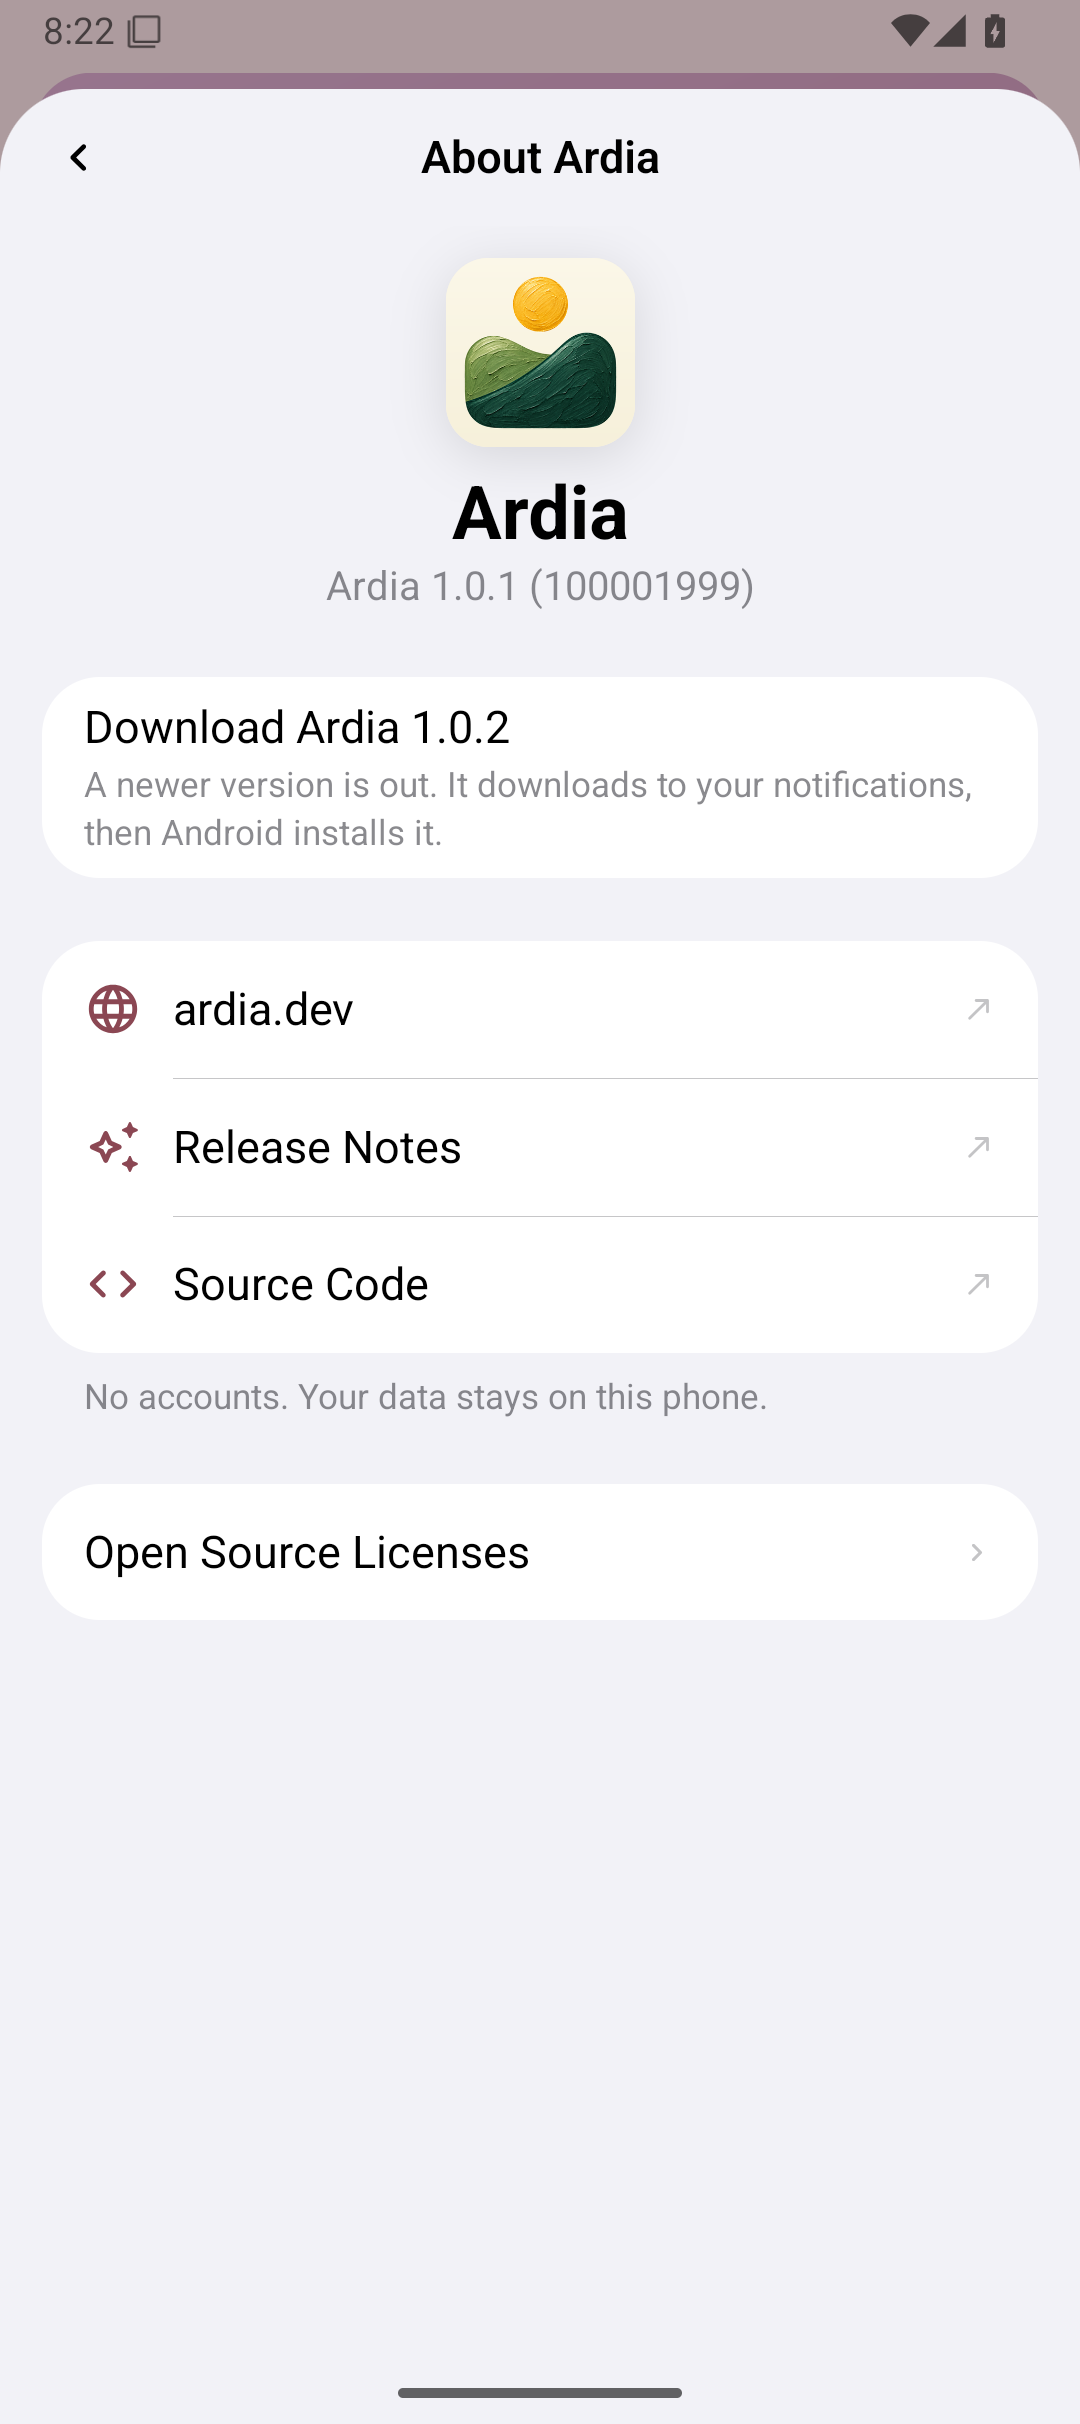 8:22
About Ardia
Ardia
Ardia 1.0.1 (100001999)
Download Ardia 1.0.2
A newer version is out. It downloads to your notifications,
then Android installs it.
ardia.dev
Release Notes
Source Code
No accounts. Your data stays on this phone.
Open Source Licenses